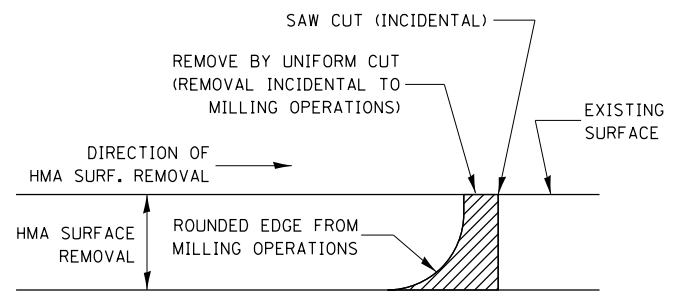 SAW CUT (INCIDENTAL)
REMOVE BY UNIFORM CUT
(REMOVAL INCIDENTAL TO
MILLING OPERATIONS)
EXISTING
SURFACE
DIRECTION OF
HMA SURF. REMOVAL
HMA SURFACE
REMOVAL
ROUNDED EDGE FROM
MILLING OPERATIONS